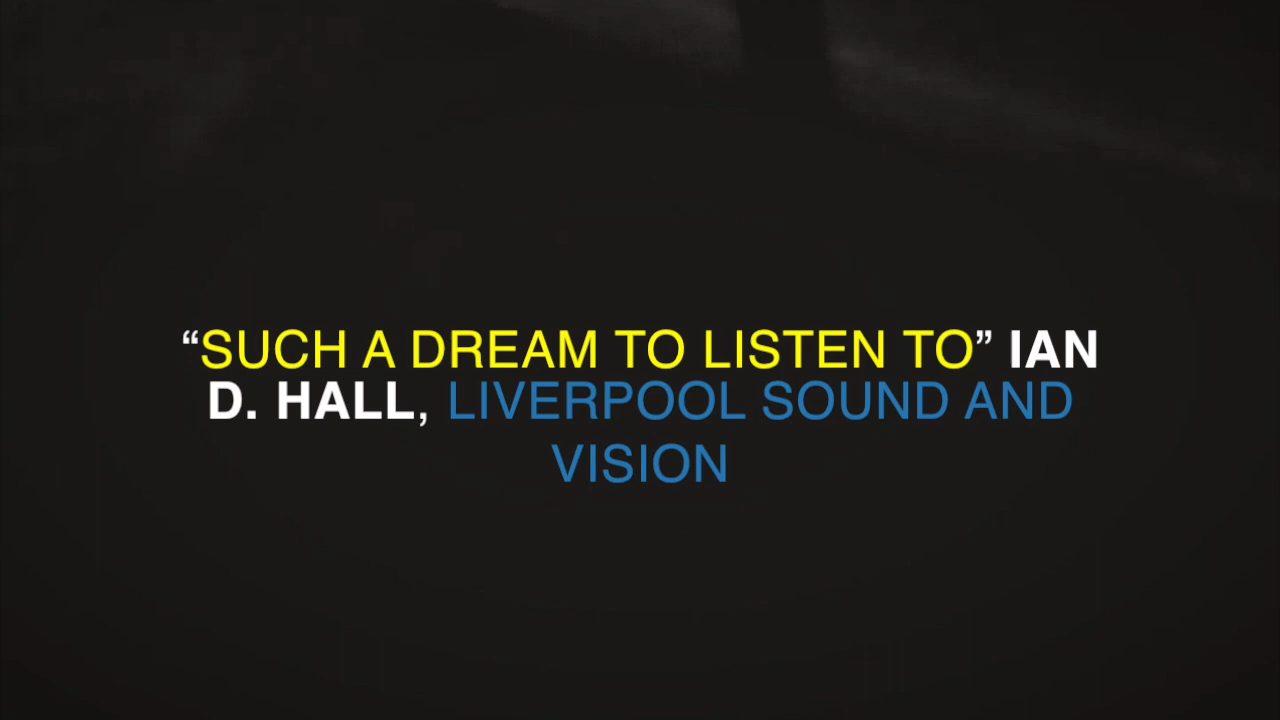 “SUCH A DREAM TO LISTEN TO” IAN
D. HALL, LIVERPOOL SOUND AND
VISION